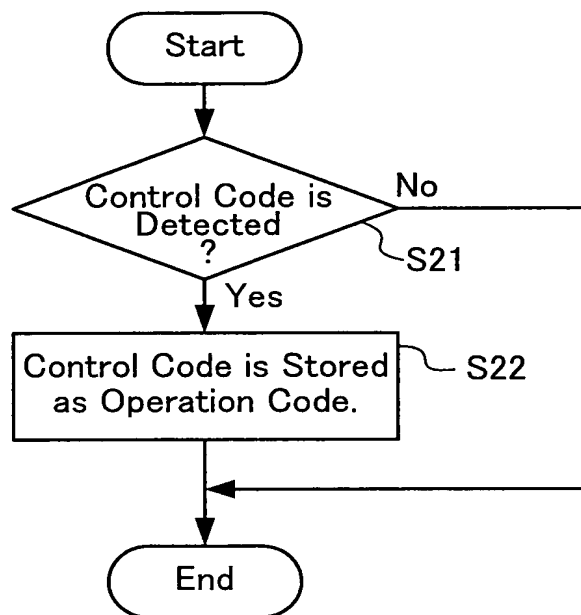 Start
Control Code is
Detected
?
No
S21
Yes
Control Code is Stored
as Operation Code.
S22
End